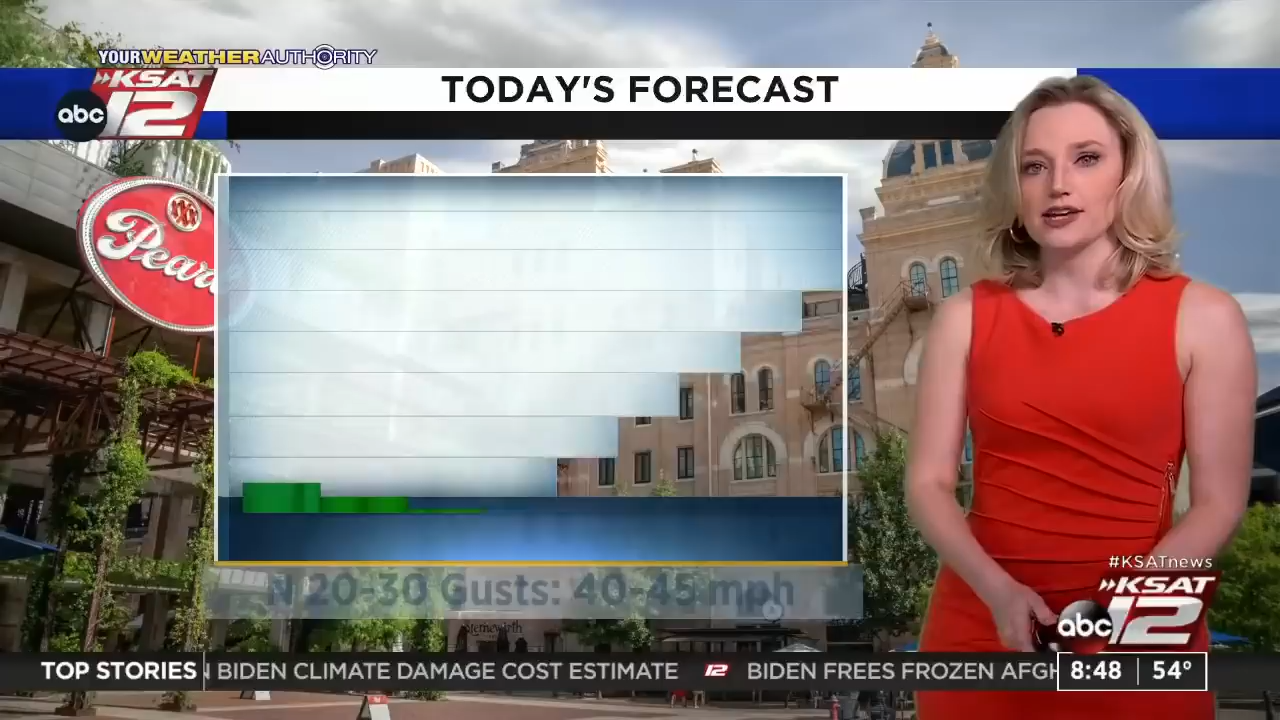 YOUR WEATHER AUTHORITY
KSAT
abc 12
TODAY'S FORECAST
Pear
N 20-30 Gusts: 40-45 mph
#KSATnews
KSAT
abc 12
TOP STORIES
BIDEN CLIMATE DAMAGE COST ESTIMATE 12 BIDEN FREES FROZEN AFGH
8:48 54°